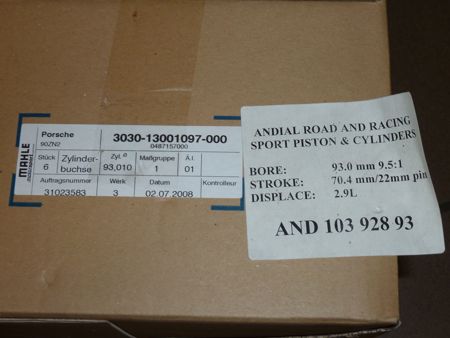 MAHLE
Porsche
90ZN2
3030-13001097-000
0487157000
Stück
6
Zylinder-
buchse
Zyl.ø
93,010
Maßgruppe
1
Ä.I.
01
Auftragsnummer
31023583
Werk
3
Datum
02.07.2008
Kontrolleur
ANDIAL ROAD AND RACING
SPORT PISTON & CYLINDERS
BORE: 93.0 mm 9.5:1
STROKE: 70.4 mm/22mm pin
DISPLACE: 2.9L
AND 103 928 93